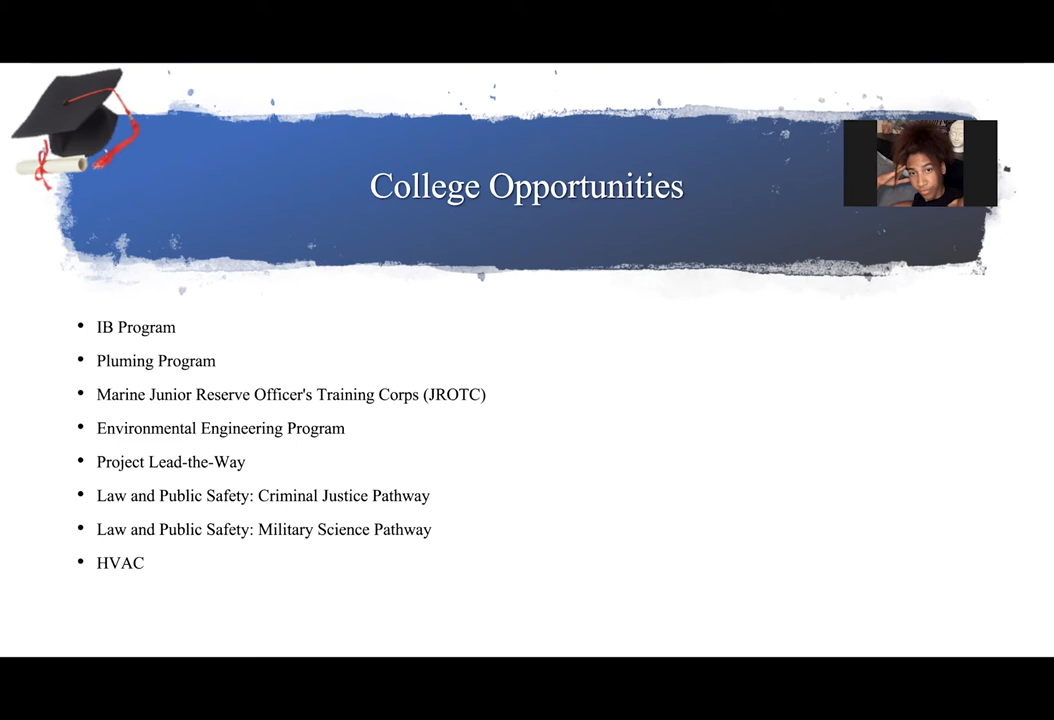 College Opportunities
IB Program
Pluming Program
Marine Junior Reserve Officer's Training Corps (JROTC)
Environmental Engineering Program
Project Lead-the-Way
Law and Public Safety: Criminal Justice Pathway
Law and Public Safety: Military Science Pathway
HVAC